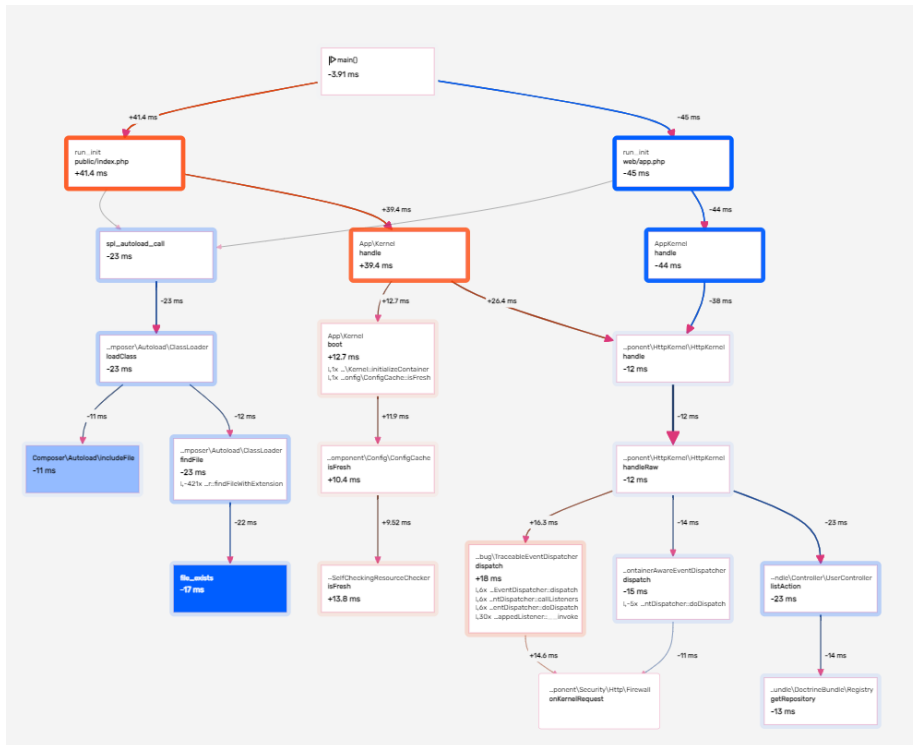 main()
-3.91 ms
+41.4 ms
-45 ms
run_init
public/index.php
+41.4 ms
run_init
web/app.php
-45 ms
+39.4 ms
-44 ms
spl_autoload_call
-23 ms
App\Kernel
handle
+39.4 ms
AppKernel
handle
-44 ms
-23 ms
+12.7 ms
+26.4 ms
-38 ms
…mposer\Autoload\ClassLoader
loadClass
-23 ms
App\Kernel
boot
+12.7 ms
1x …\Kernel::initializeContainer
1x …onfig\ConfigCache::isFresh
…ponent\HttpKernel\HttpKernel
handle
-12 ms
-11 ms
-12 ms
+11.9 ms
-12 ms
Composer\Autoload\includeFile
-11 ms
…mposer\Autoload\ClassLoader
findFile
-23 ms
-421x …r::findFileWithExtension
…omponent\Config\ConfigCache
isFresh
+10.4 ms
…ponent\HttpKernel\HttpKernel
handleRaw
-12 ms
-22 ms
+9.52 ms
+16.3 ms
-14 ms
-23 ms
file_exists
-17 ms
…SelfCheckingResourceChecker
isFresh
+13.8 ms
…bug\TraceableEventDispatcher
dispatch
+18 ms
6x …EventDispatcher::dispatch
6x …ntDispatcher::callListeners
6x …entDispatcher::doDispatch
30x …appedListener::__invoke
…ontainerAwareEventDispatcher
dispatch
-15 ms
-5x …ntDispatcher::doDispatch
…ndle\Controller\UserController
listAction
-23 ms
+14.6 ms
-11 ms
-14 ms
…ponent\Security\Http\Firewall
onKernelRequest
…undle\DoctrineBundle\Registry
getRepository
-13 ms